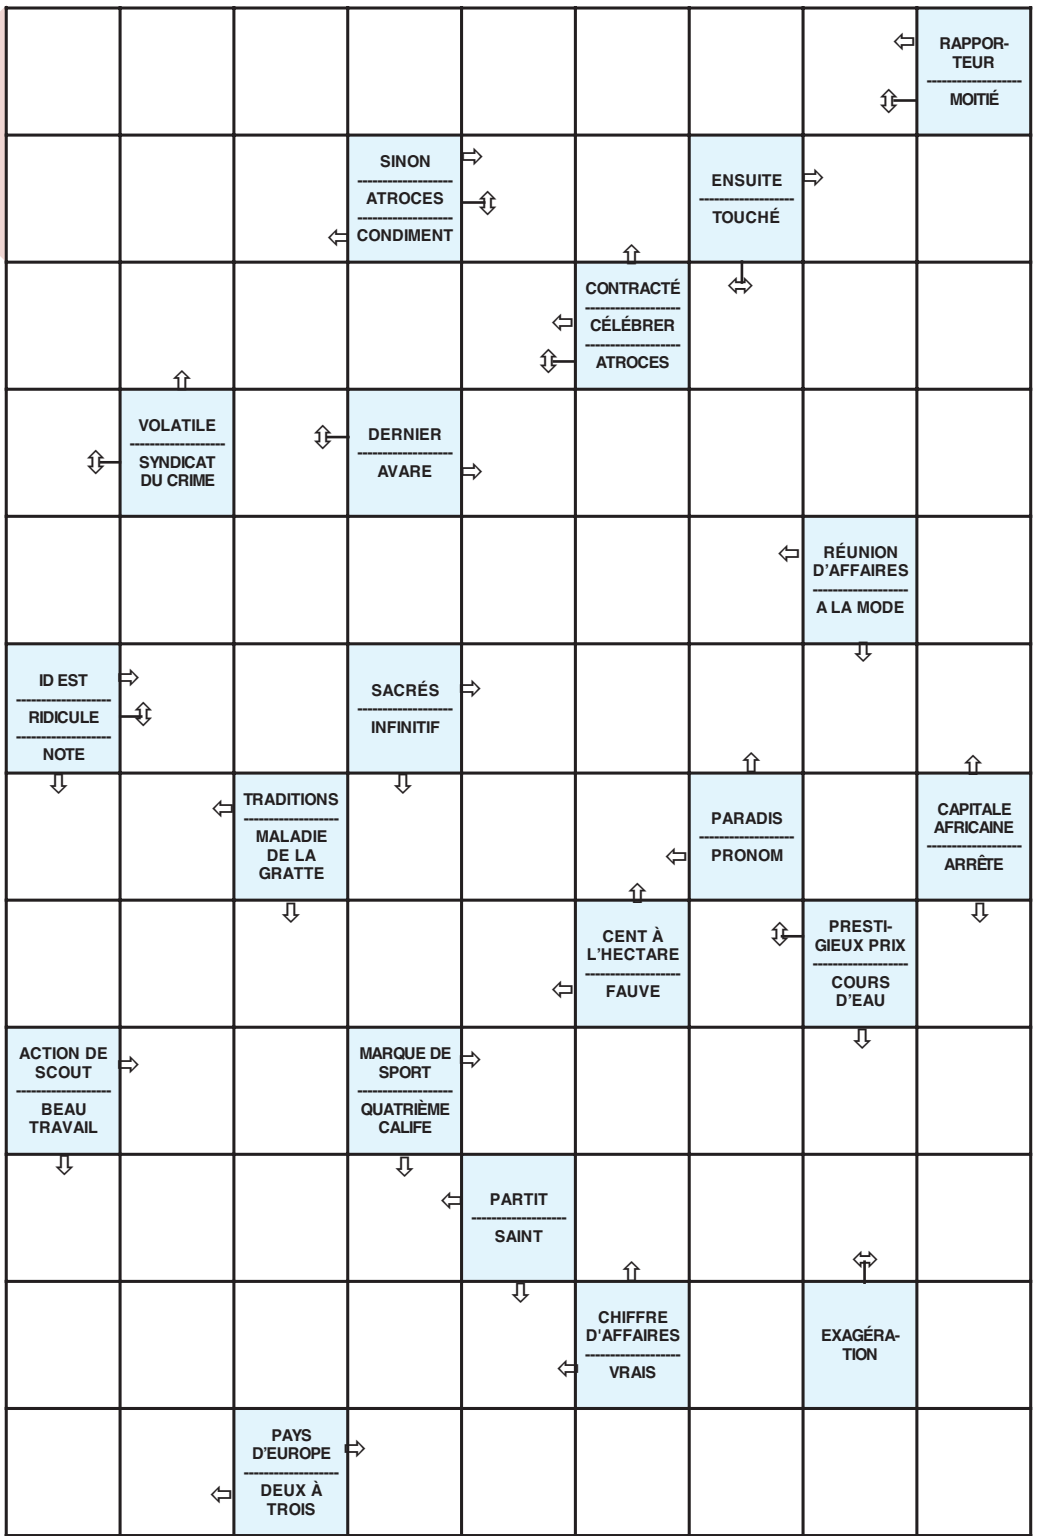 RAPPOR-
TEUR
MOITIÉ
SINON
ATROCES
CONDIMENT
ENSUITE
TOUCHÉ
CONTRACTÉ
CÉLÉBRER
ATROCES
VOLATILE
SYNDICAT
DU CRIME
DERNIER
AVARE
RÉUNION
D'AFFAIRES
A LA MODE
ID EST
RIDICULE
NOTE
SACRÉS
INFINITIF
TRADITIONS
MALADIE
DE LA
GRATTE
PARADIS
PRONOM
CAPITALE
AFRICAINE
ARRÊTE
CENT À
L'HECTARE
FAUVE
PRESTI-
GIEUX PRIX
COURS
D'EAU
ACTION DE
SCOUT
BEAU
TRAVAIL
MARQUE DE
SPORT
QUATRIÈME
CALIFE
PARTIT
SAINT
CHIFFRE
D'AFFAIRES
VRAIS
EXAGÉRA-
TION
PAYS
D'EUROPE
DEUX À
TROIS